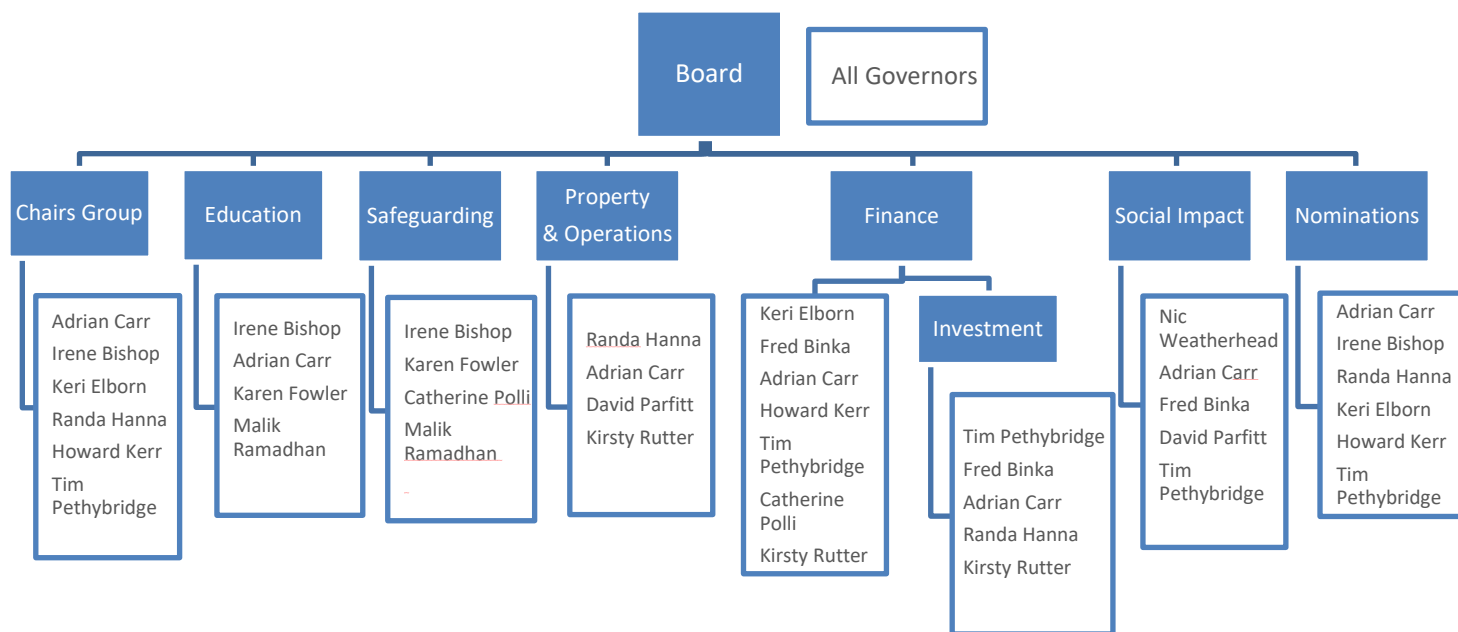 Board
All Governors
Chairs Group
Education
Safeguarding
Property
& Operations
Finance
Social Impact
Nominations
Adrian Carr
Irene Bishop
Keri Elborn
Randa Hanna
Howard Kerr
Tim
Pethybridge
Irene Bishop
Adrian Carr
Karen Fowler
Malik
Ramadhan
Irene Bishop
Karen Fowler
Catherine Polli
Malik
Ramadhan
Randa Hanna
Adrian Carr
David Parfitt
Kirsty Rutter
Keri Elborn
Fred Binka
Adrian Carr
Howard Kerr
Tim
Pethybridge
Catherine
Polli
Kirsty Rutter
Investment
Tim Pethybridge
Fred Binka
Adrian Carr
Randa Hanna
Kirsty Rutter
Nic
Weatherhead
Adrian Carr
Fred Binka
David Parfitt
Tim
Pethybridge
Adrian Carr
Irene Bishop
Randa Hanna
Keri Elborn
Howard Kerr
Tim
Pethybridge